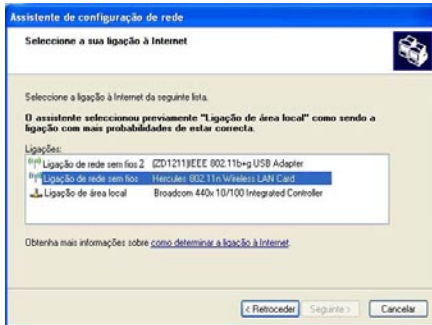 Assistente de configuração de rede
Seleccione a sua ligação à Internet
Seleccione a ligação à Internet da seguinte lista.
O assistente seleccionou previamente "Ligação de área local" como sendo a
ligação com mais probabilidades de estar correcta.
Ligações:
Ligação de rede sem fios 2 (ZD1211)IEEE 802.11b+g USB Adapter
Ligação de rede sem fios Hercules 802.11n Wireless LAN Card
Ligação de área local Broadcom 440x 10/100 Integrated Controller
Obtenha mais informações sobre como determinar a ligação à Internet.
< Retroceder Seguinte > Cancelar